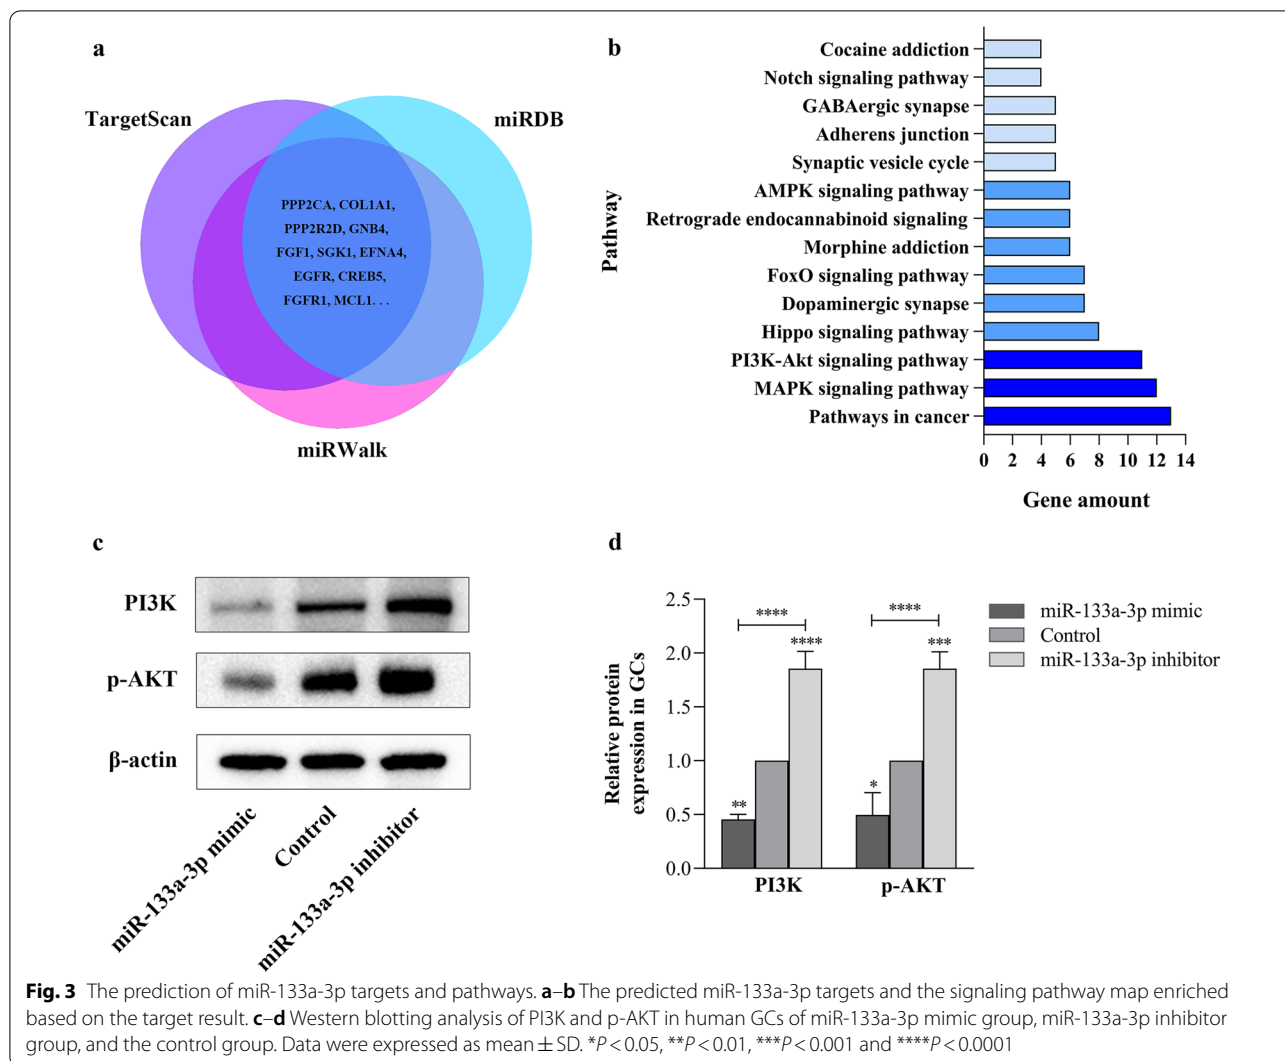 a
TargetScan
miRDB
PPP2CA, COL1A1,
PPP2R2D, GNB4,
FGF1, SGK1, EFNA4,
EGFR, CREB5,
FGFR1, MCL1. . .
miRWalk
b
Pathway
Cocaine addiction
Notch signaling pathway
GABAergic synapse
Adherens junction
Synaptic vesicle cycle
AMPK signaling pathway
Retrograde endocannabinoid signaling
Morphine addiction
FoxO signaling pathway
Dopaminergic synapse
Hippo signaling pathway
PI3K-Akt signaling pathway
MAPK signaling pathway
Pathways in cancer
0 2 4 6 8 10 12 14
Gene amount
c
PI3K
p-AKT
β-actin
miR-133a-3p mimic
Control
miR-133a-3p inhibitor
d
Relative protein
expression in GCs
2.5
2.0
1.5
1.0
0.5
0.0
**** ****
**** ***
** *
PI3K p-AKT
miR-133a-3p mimic
Control
miR-133a-3p inhibitor
Fig. 3 The prediction of miR-133a-3p targets and pathways. a–b The predicted miR-133a-3p targets and the signaling pathway map enriched
based on the target result. c–d Western blotting analysis of PI3K and p-AKT in human GCs of miR-133a-3p mimic group, miR-133a-3p inhibitor
group, and the control group. Data were expressed as mean ± SD. *P < 0.05, **P < 0.01, ***P < 0.001 and ****P < 0.0001